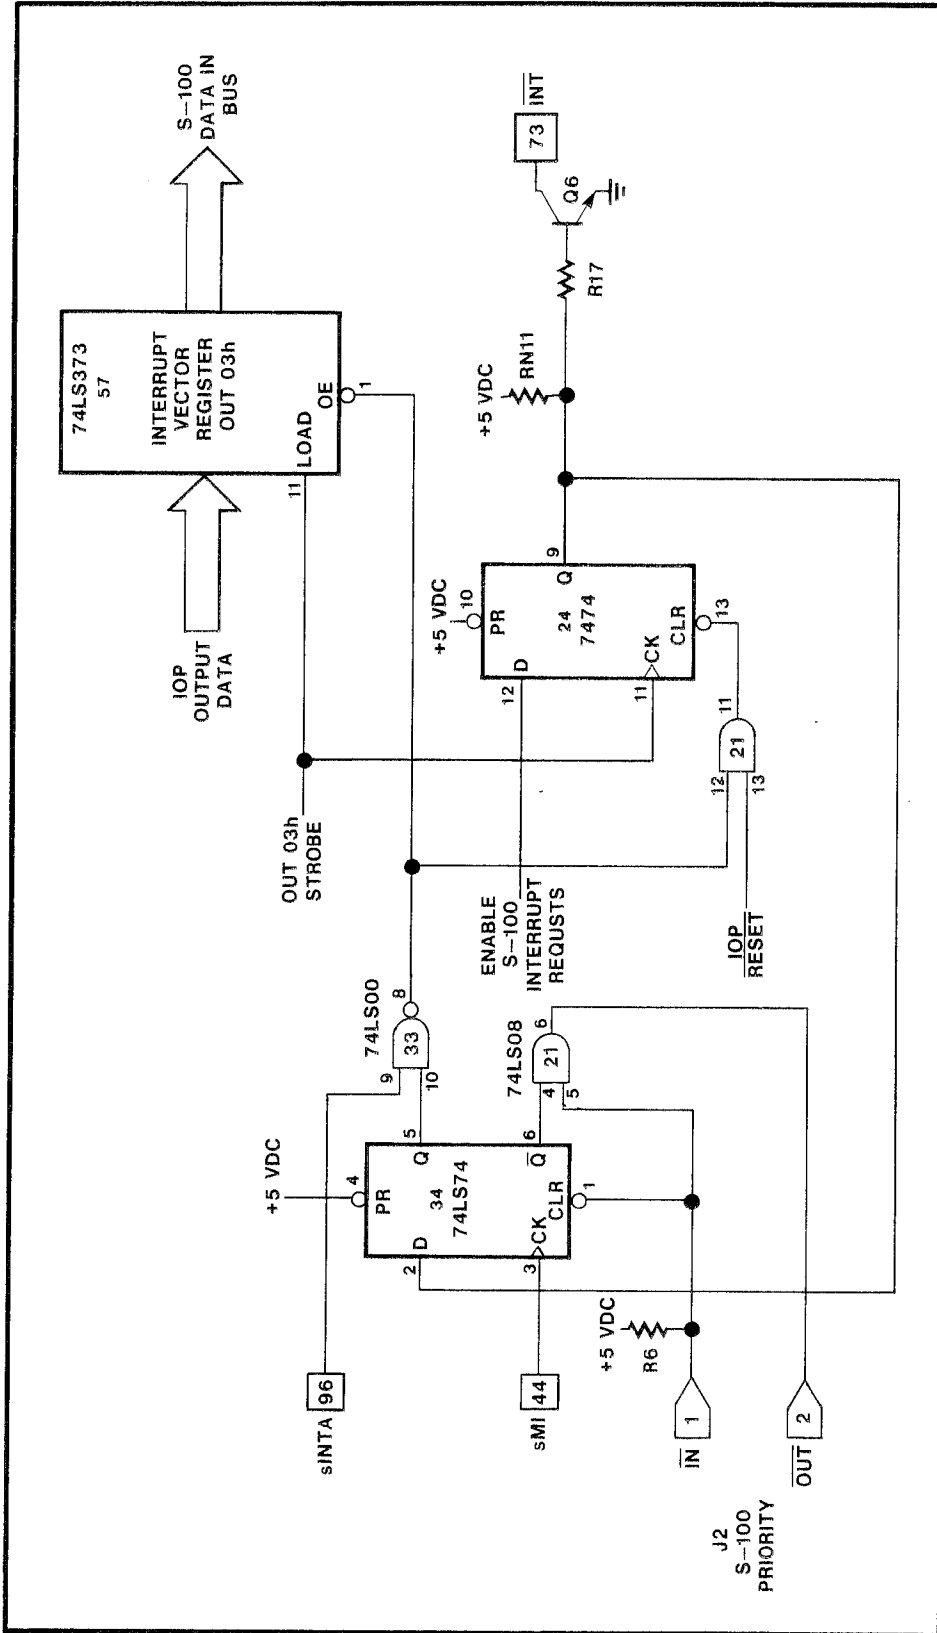 74LS373
57
INTERRUPT
VECTOR
REGISTER
OUT 03h
LOAD
OE
11
1
IOP
OUTPUT
DATA
S-100
DATA IN
BUS
OUT 03h
STROBE
sINTA
96
+5 VDC
4
PR
34
74LS74
D
2
Q
5
CK
3
Q
6
CLR
1
74LS00
9
10
33
8
74LS08
4
5
21
6
ENABLE
S-100
INTERRUPT
REQUSTS
+5 VDC
10
PR
24
7474
D
12
Q
9
CK
11
CLR
13
12
13
21
11
IOP
RESET
+5 VDC
RN11
R17
Q6
73
INT
sMI
44
+5 VDC
R6
IN
1
OUT
2
J2
S-100
PRIORITY